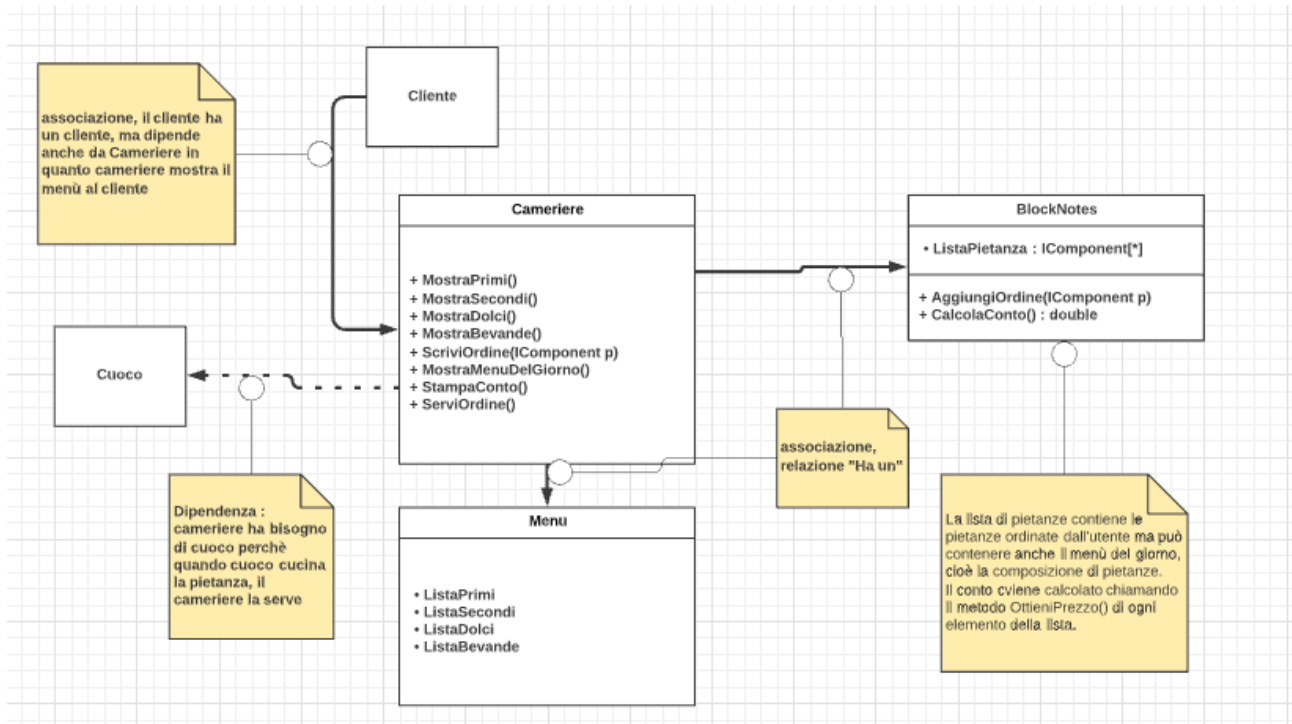 Cliente
associazione, il cliente ha
un cliente, ma dipende
anche da Cameriere in
quanto cameriere mostra il
menù al cliente
Cameriere
+ MostraPrimi()
+ MostraSecondi()
+ MostraDolci()
+ MostraBevande()
+ ScriviOrdine(IComponent p)
+ MostraMenuDelGiorno()
+ StampaConto()
+ ServiOrdine()
BlockNotes
• ListaPietanza : IComponent[*]
+ AggiungiOrdine(IComponent p)
+ CalcolaConto() : double
Cuoco
associazione,
relazione "Ha un"
Dipendenza :
cameriere ha bisogno
di cuoco perchè
quando cuoco cucina
la pietanza, il
cameriere la serve
Menu
• ListaPrimi
• ListaSecondi
• ListaDolci
• ListaBevande
La lista di pietanze contiene le
pietanze ordinate dall'utente ma può
contenere anche il menù del giorno,
cioè la composizione di pietanze.
Il conto cviene calcolato chiamando
il metodo OttieniPrezzo() di ogni
elemento della lista.